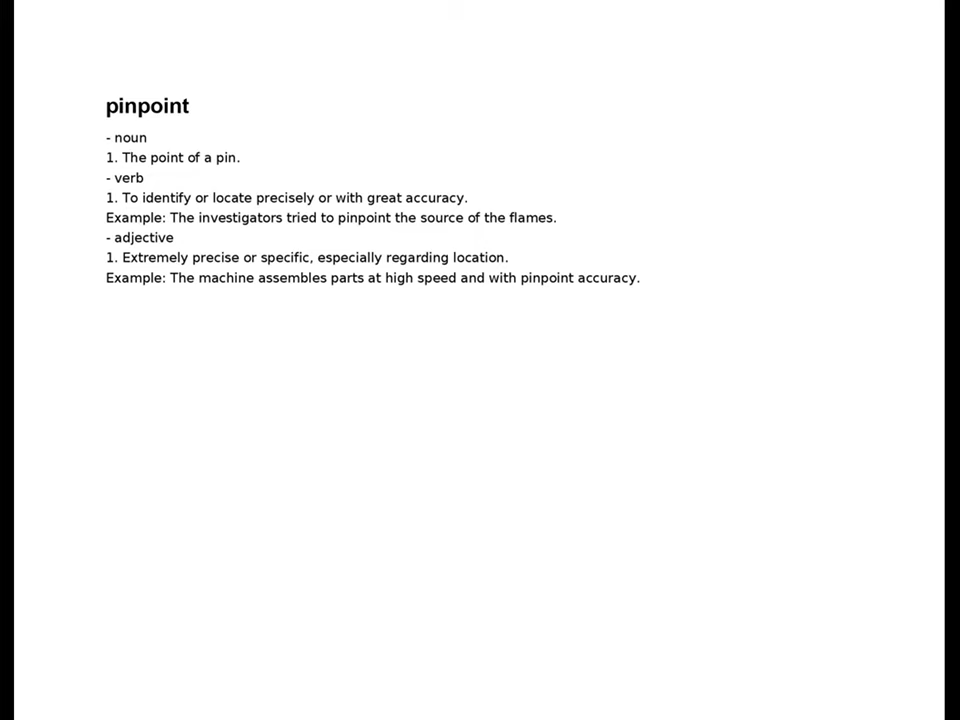 pinpoint
- noun
1. The point of a pin.
- verb
1. To identify or locate precisely or with great accuracy.
Example: The investigators tried to pinpoint the source of the flames.
- adjective
1. Extremely precise or specific, especially regarding location.
Example: The machine assembles parts at high speed and with pinpoint accuracy.